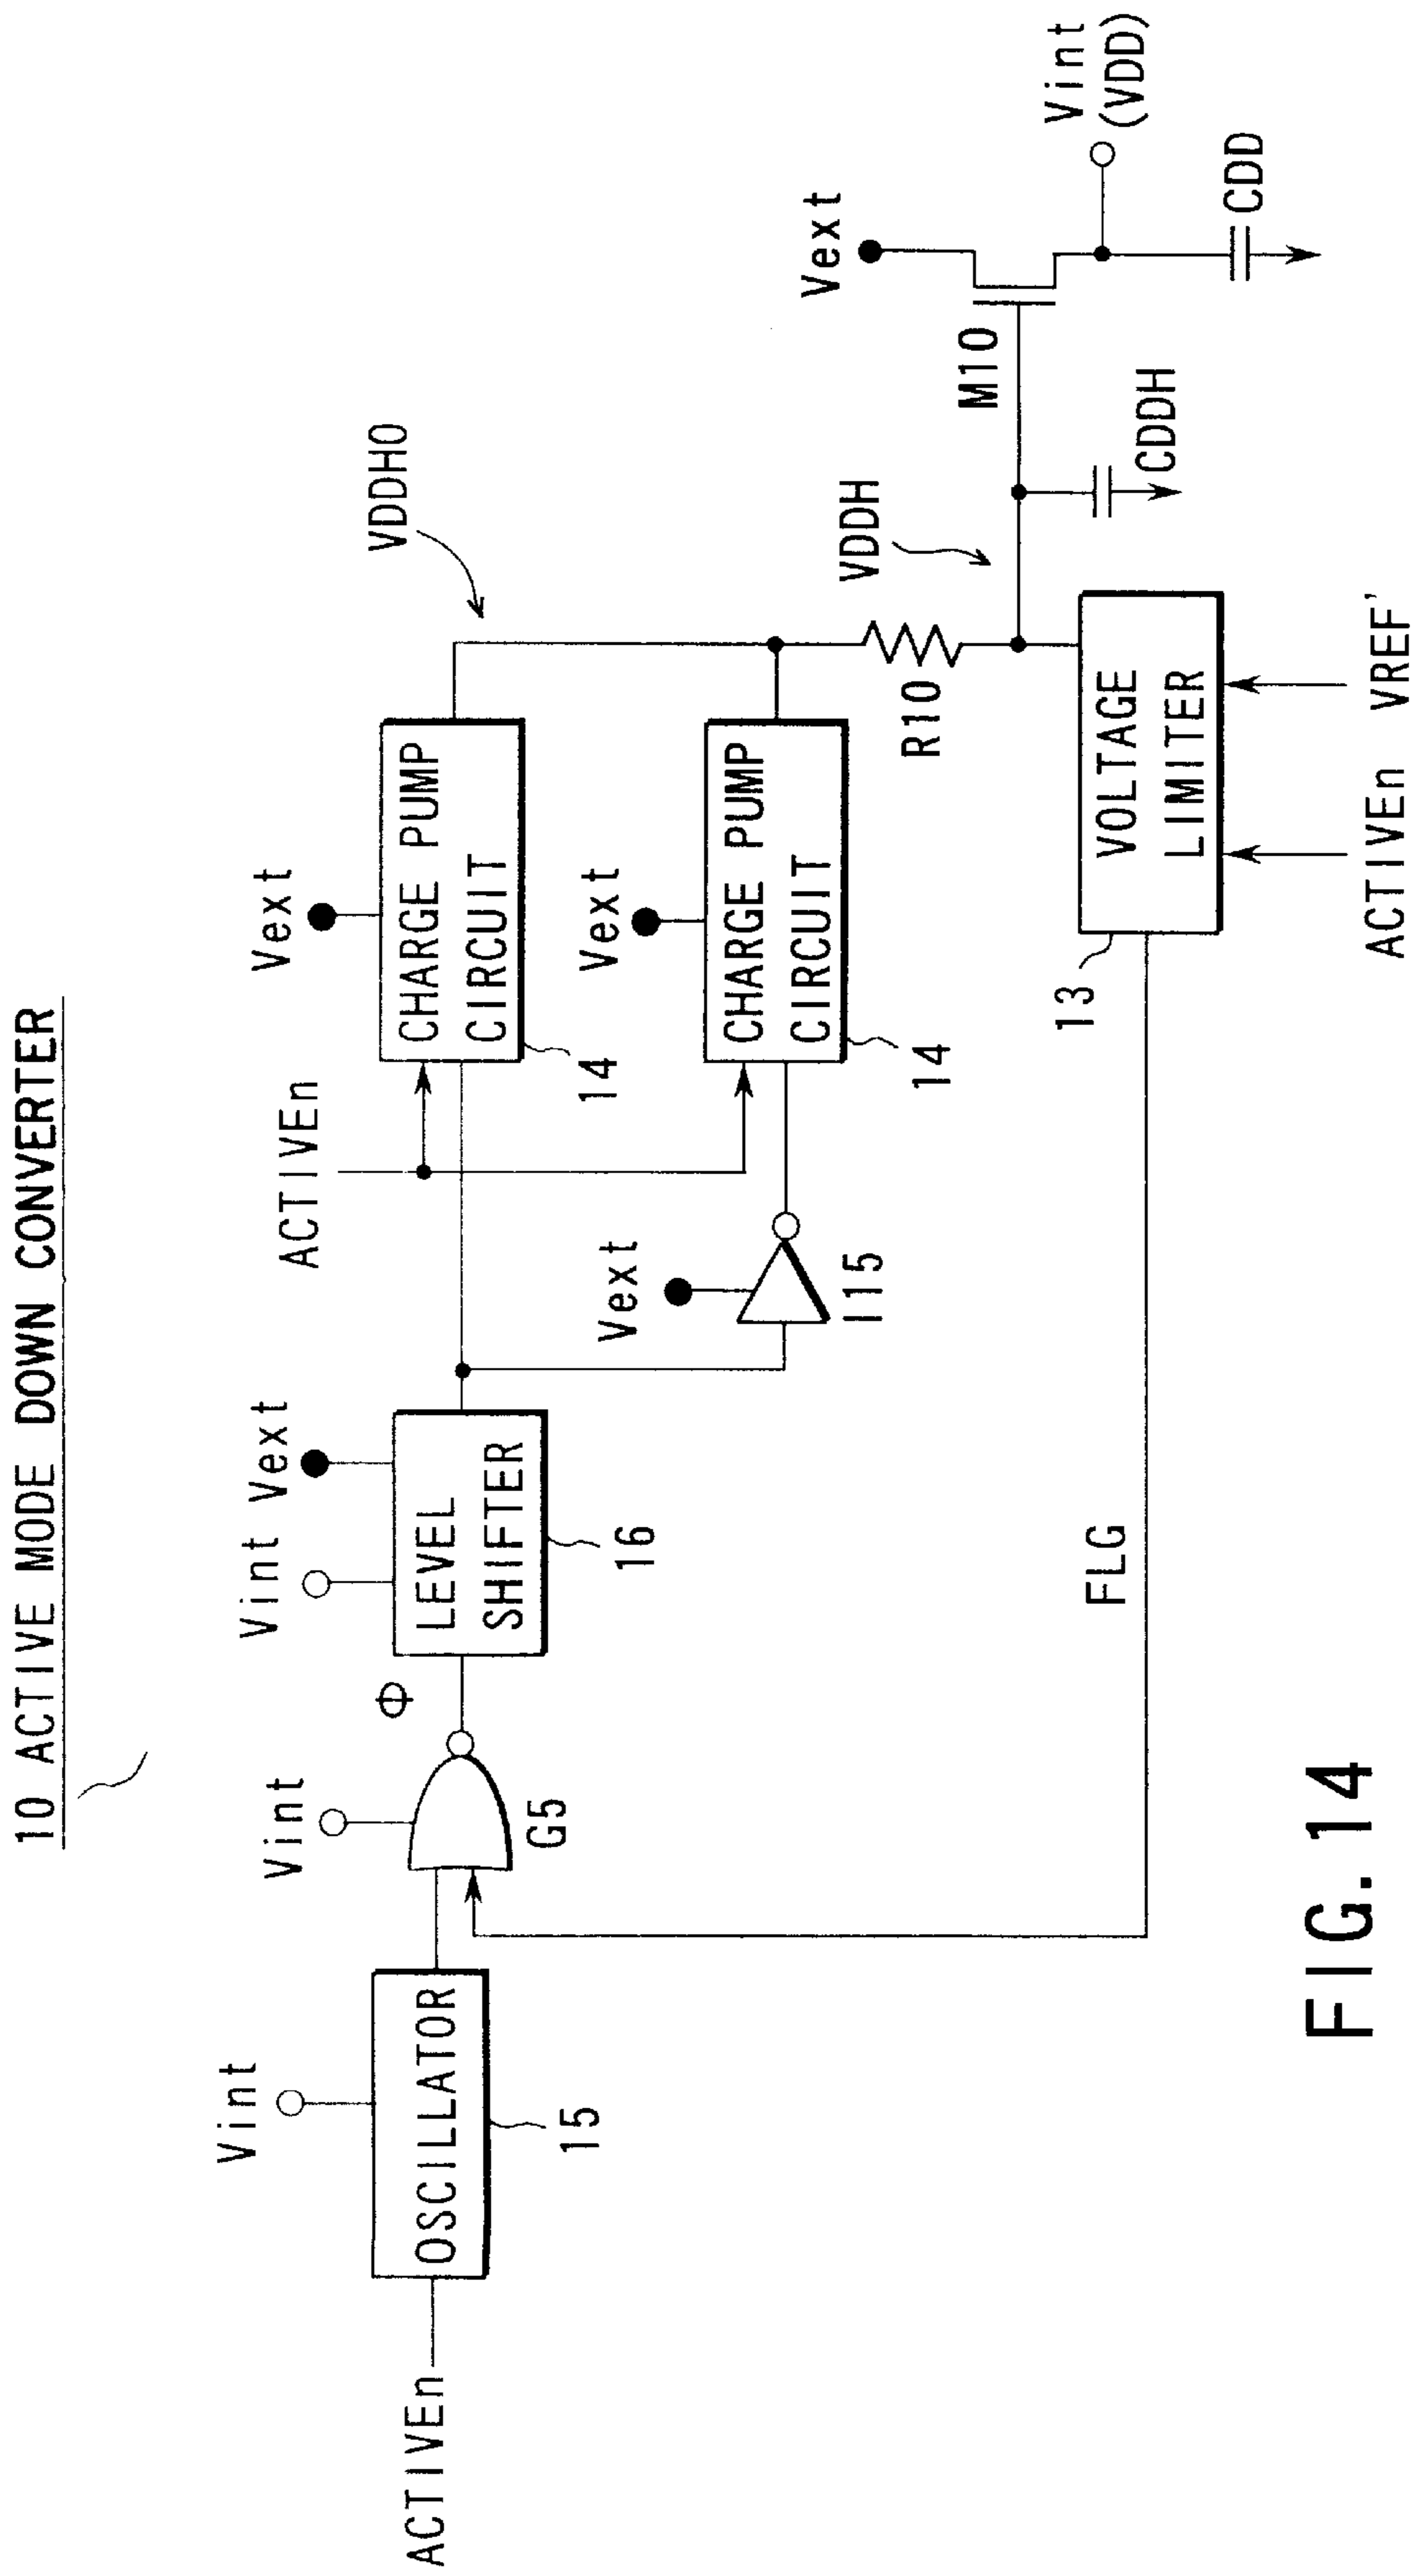 10 ACTIVE MODE DOWN CONVERTER
Vint
Vint
Vint
Vext
ACTIVEn
Vext
VDDH0
ACTIVEn
OSCILLATOR
15
G5
Φ
LEVEL
SHIFTER
16
CHARGE PUMP
CIRCUIT
14
Vext
I15
Vext
CHARGE PUMP
CIRCUIT
14
R10
VDDH
Vext
M10
Vint
(VDD)
CDDH
CDD
FLG
13
VOLTAGE
LIMITER
ACTIVEn
VREF'
FIG. 14